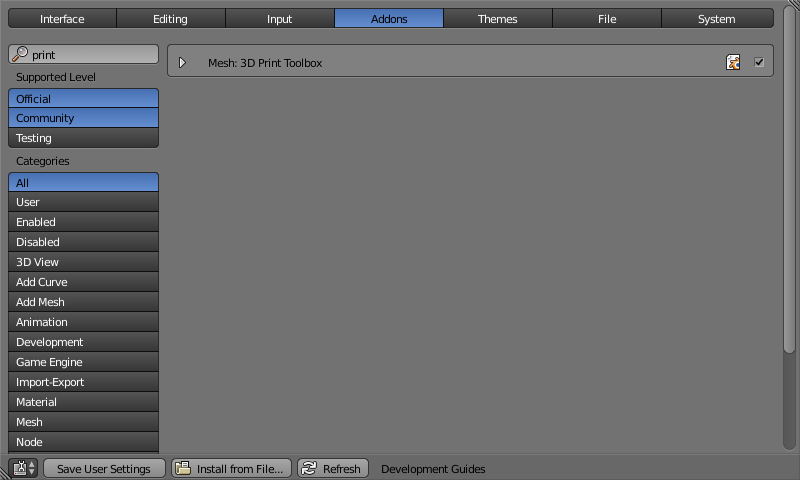 Interface Editing Input Addons Themes File System
print
Mesh: 3D Print Toolbox
Supported Level
Official
Community
Testing
Categories
All
User
Enabled
Disabled
3D View
Add Curve
Add Mesh
Animation
Development
Game Engine
Import-Export
Material
Mesh
Node
Save User Settings Install from File... Refresh Development Guides